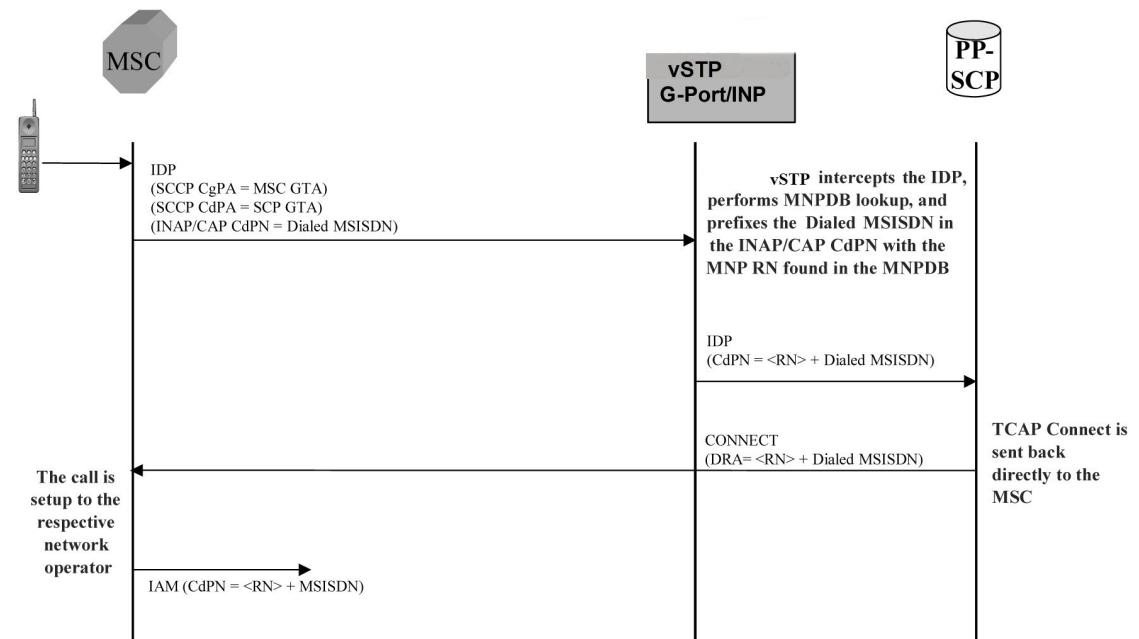 MSC
vSTP
G-Port/INP
PP-
SCP
IDP
(SCCP CgPA = MSC GTA)
(SCCP CdPA = SCP GTA)
(INAP/CAP CdPN = Dialed MSISDN)
vSTP intercepts the IDP,
performs MNPDB lookup, and
prefixes the Dialed MSISDN in
the INAP/CAP CdPN with the
MNP RN found in the MNPDB
IDP
(CdPN = <RN> + Dialed MSISDN)
CONNECT
(DRA= <RN> + Dialed MSISDN)
TCAP Connect is
sent back
directly to the
MSC
The call is
setup to the
respective
network
operator
IAM (CdPN = <RN> + MSISDN)